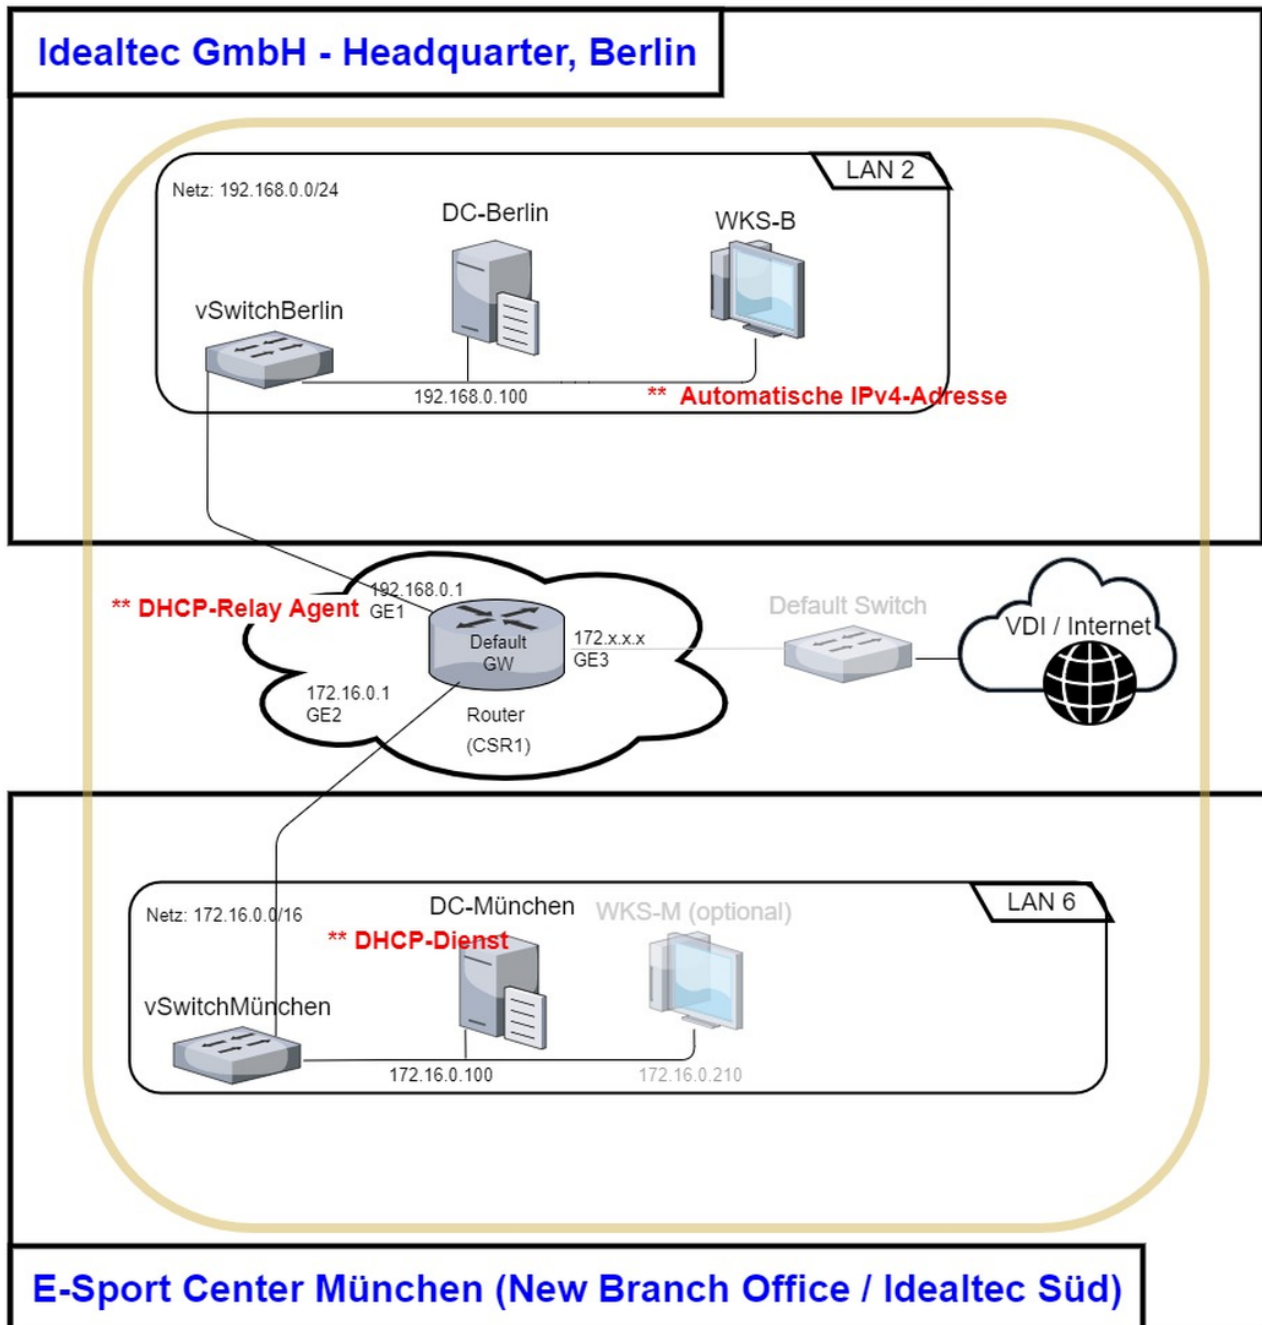 Idealtec GmbH - Headquarter, Berlin
LAN 2
Netz: 192.168.0.0/24
DC-Berlin
WKS-B
vSwitchBerlin
192.168.0.100
** Automatische IPv4-Adresse
192.168.0.1
GE1
** DHCP-Relay Agent
Default
GW
172.x.x.x
GE3
Default Switch
VDI / Internet
172.16.0.1
GE2
Router
(CSR1)
LAN 6
Netz: 172.16.0.0/16
DC-München
WKS-M (optional)
** DHCP-Dienst
vSwitchMünchen
172.16.0.100
172.16.0.210
E-Sport Center München (New Branch Office / Idealtec Süd)